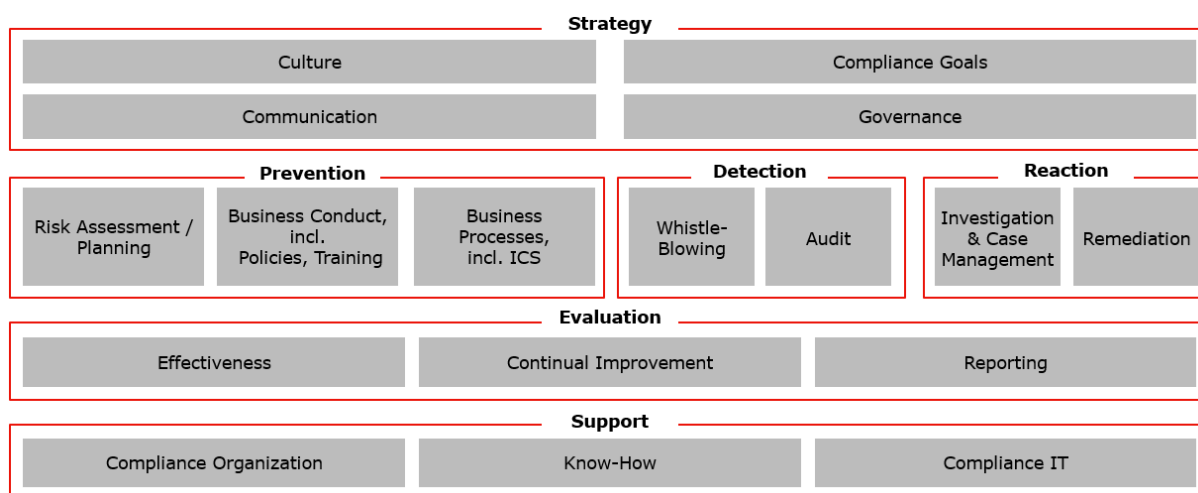 Strategy
Culture
Compliance Goals
Communication
Governance
Prevention
Detection
Reaction
Risk Assessment /
Planning
Business Conduct,
incl.
Policies, Training
Business
Processes,
incl. ICS
Whistle-
Blowing
Audit
Investigation
& Case
Management
Remediation
Evaluation
Effectiveness
Continual Improvement
Reporting
Support
Compliance Organization
Know-How
Compliance IT